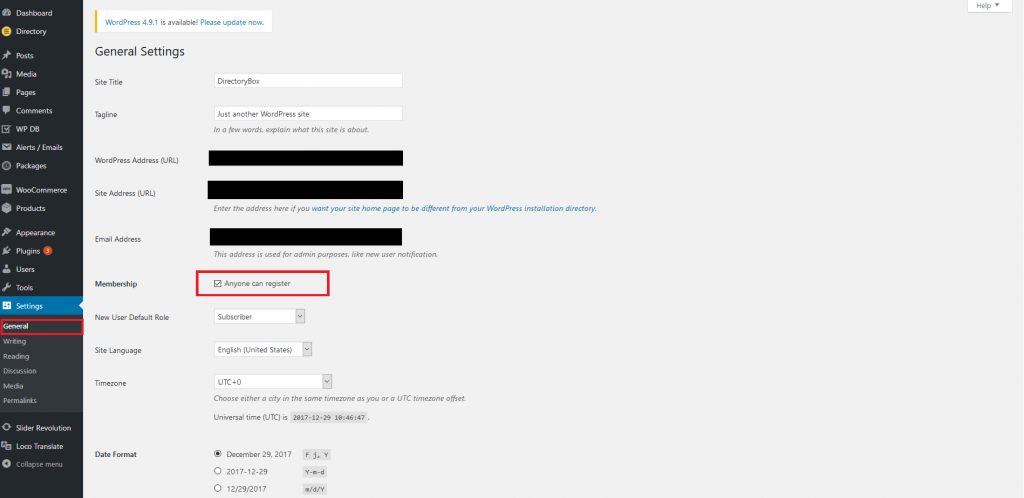 Dashboard
Directory
Posts
Media
Pages
Comments
WP DB
Alerts / Emails
Packages
WooCommerce
Products
Appearance
Plugins 3
Users
Tools
Settings
General
Writing
Reading
Discussion
Media
Permalinks
Slider Revolution
Loco Translate
Collapse menu
Help
WordPress 4.9.1 is available! Please update now.
General Settings
Site Title DirectoryBox
Tagline Just another WordPress site
In a few words, explain what this site is about.
WordPress Address (URL)
Site Address (URL)
Enter the address here if you want your site home page to be different from your WordPress installation directory.
Email Address
This address is used for admin purposes, like new user notification.
Membership Anyone can register
New User Default Role Subscriber
Site Language English (United States)
Timezone UTC+0
Choose either a city in the same timezone as you or a UTC timezone offset.
Universal time (UTC) is 2017-12-29 10:46:47 .
Date Format December 29, 2017 F j, Y
2017-12-29 Y-m-d
12/29/2017 m/d/Y